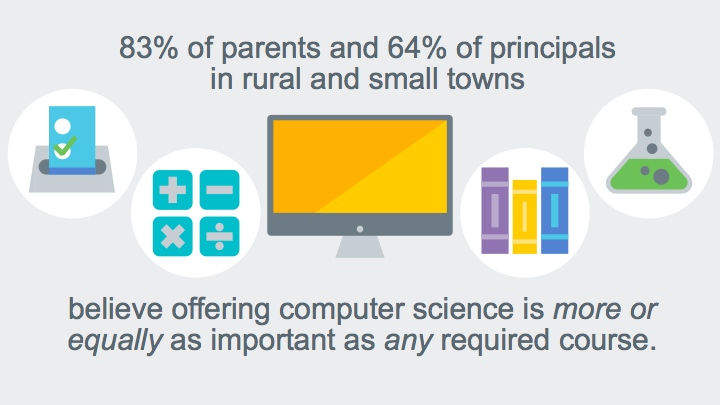 83% of parents and 64% of principals
in rural and small towns
believe offering computer science is more or
equally as important as any required course.